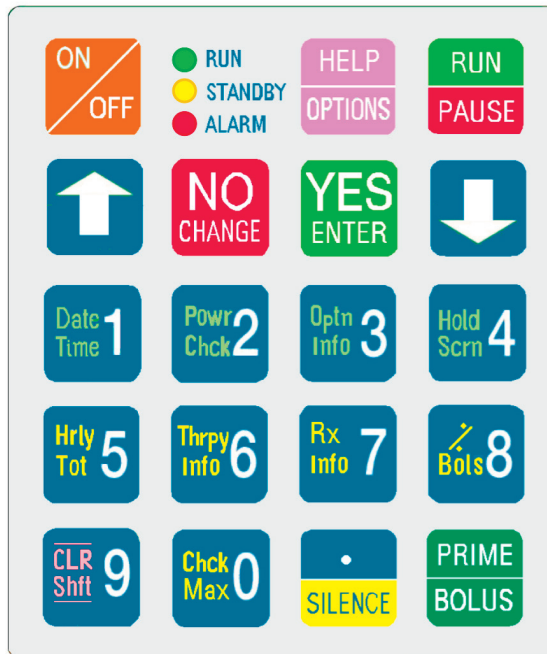 ON
OFF
RUN
STANDBY
ALARM
HELP
OPTIONS
RUN
PAUSE
NO
CHANGE
YES
ENTER
Date
Time 1
Powr
Chck 2
Optn
Info 3
Hold
Scrn 4
Hrly
Tot 5
Thrpy
Info 6
Rx
Info 7
⁒
Bols 8
CLR
Shft 9
Chck
Max 0
.
SILENCE
PRIME
BOLUS